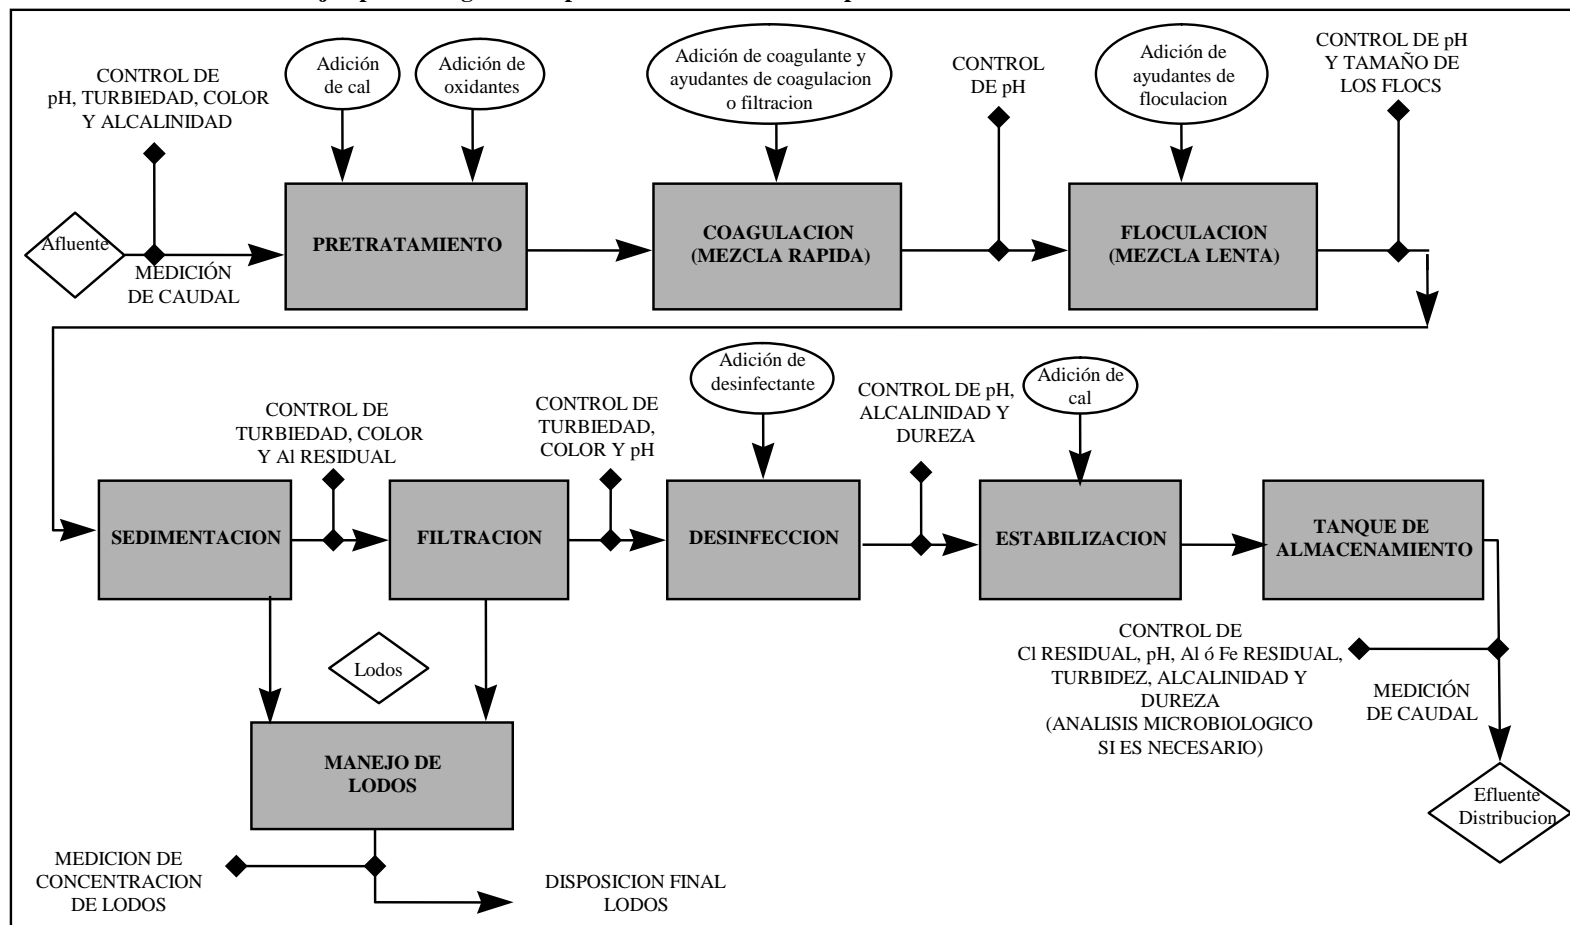 CONTROL DE
pH, TURBIEDAD, COLOR
Y ALCALINIDAD
Adición
de cal
Adición de
oxidantes
Adición de coagulante y
ayudantes de coagulacion
o filtracion
CONTROL
DE pH
Adición de
ayudantes de
floculacion
CONTROL DE pH
Y TAMAÑO DE
LOS FLOCS
Afluente
MEDICIÓN
DE CAUDAL
PRETRATAMIENTO
COAGULACION
(MEZCLA RAPIDA)
FLOCULACION
(MEZCLA LENTA)
CONTROL DE
TURBIEDAD, COLOR
Y Al RESIDUAL
CONTROL DE
TURBIEDAD,
COLOR Y pH
Adición de
desinfectante
CONTROL DE pH,
ALCALINIDAD Y
DUREZA
Adición de
cal
SEDIMENTACION
FILTRACION
DESINFECCION
ESTABILIZACION
TANQUE DE
ALMACENAMIENTO
Lodos
CONTROL DE
Cl RESIDUAL, pH, Al ó Fe RESIDUAL,
TURBIDEZ, ALCALINIDAD Y
DUREZA
(ANALISIS MICROBIOLOGICO
SI ES NECESARIO)
MEDICIÓN
DE CAUDAL
MANEJO DE
LODOS
Efluente
Distribucion
MEDICION DE
CONCENTRACION
DE LODOS
DISPOSICION FINAL
LODOS